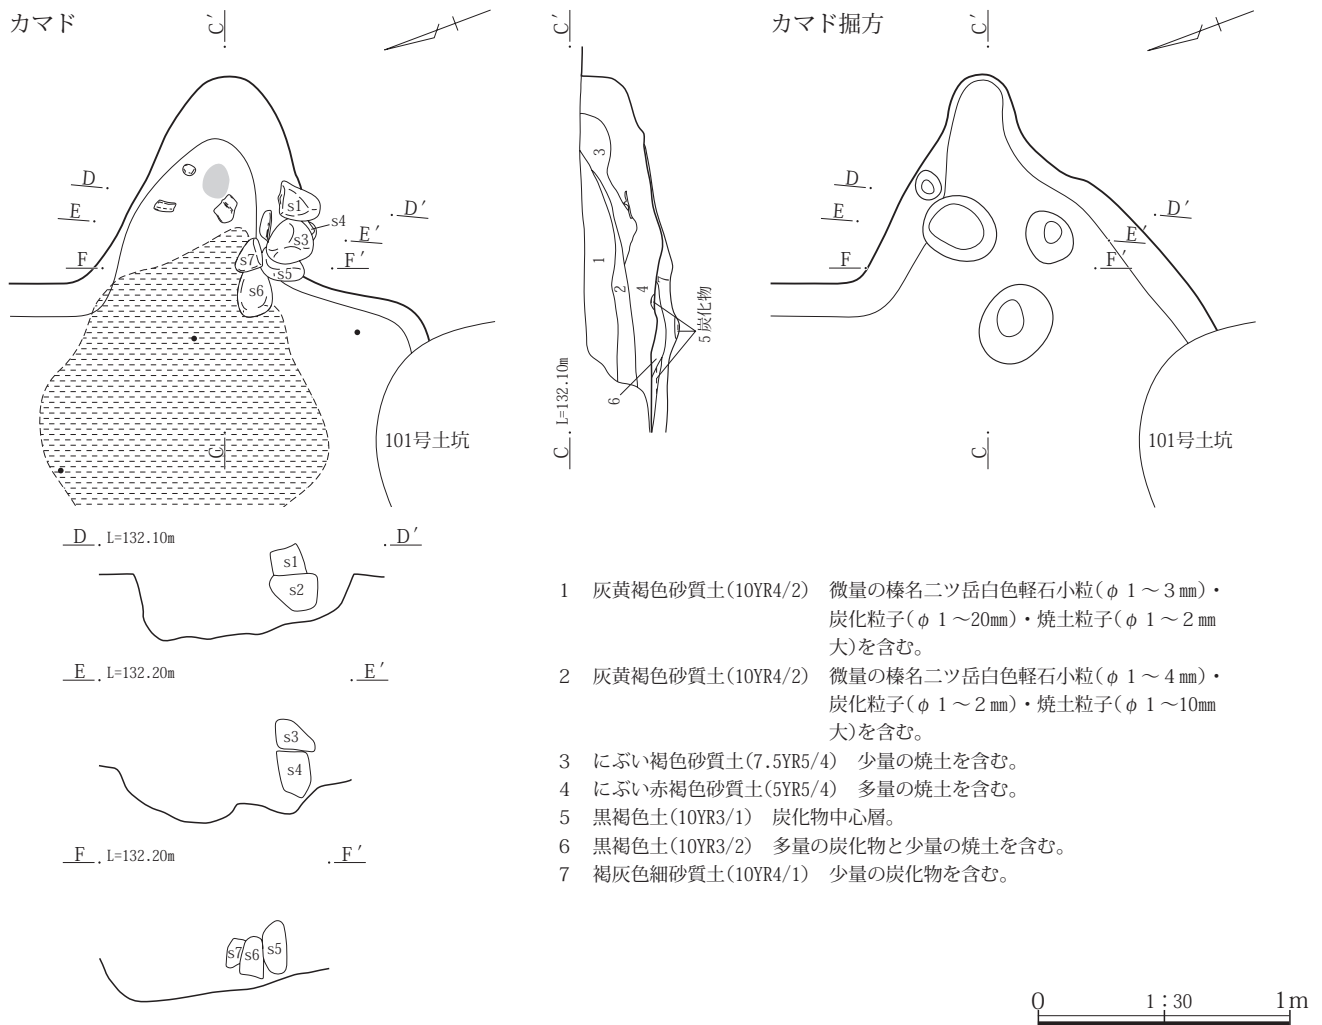 カマド
C′
カマド掘方
C′
C′
D
E
F
D′
E′
F′
s1
s4
s3
s7
s5
s6
C
101号土坑
3
1
2
4
7
5 炭化物
6
C
L=132.10m
D
E
F
D′
E′
F′
C
101号土坑
D L=132.10m D′
s1
s2
E L=132.20m E′
s3
s4
F L=132.20m F′
s7 s6 s5
1 灰黄褐色砂質土(10YR4/2) 微量の榛名二ツ岳白色軽石小粒(φ1～3㎜)・
炭化粒子(φ1～20㎜)・焼土粒子(φ1～2㎜
大)を含む。
2 灰黄褐色砂質土(10YR4/2) 微量の榛名二ツ岳白色軽石小粒(φ1～4㎜)・
炭化粒子(φ1～2㎜)・焼土粒子(φ1～10㎜
大)を含む。
3 にぶい褐色砂質土(7.5YR5/4) 少量の焼土を含む。
4 にぶい赤褐色砂質土(5YR5/4) 多量の焼土を含む。
5 黒褐色土(10YR3/1) 炭化物中心層。
6 黒褐色土(10YR3/2) 多量の炭化物と少量の焼土を含む。
7 褐灰色細砂質土(10YR4/1) 少量の炭化物を含む。
0 1：30 1m